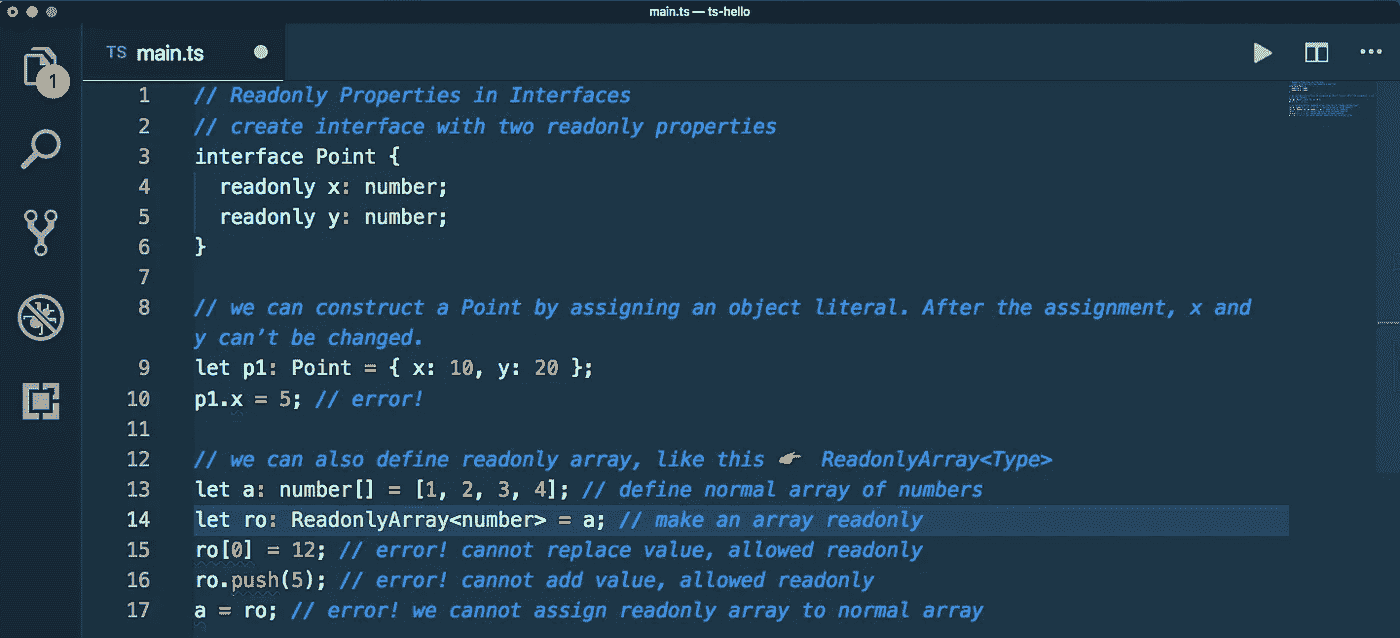 main.ts — ts-hello
TS main.ts
1
1 // Readonly Properties in Interfaces
2 // create interface with two readonly properties
3 interface Point {
4 readonly x: number;
5 readonly y: number;
6 }
7
8 // we can construct a Point by assigning an object literal. After the assignment, x and
y can’t be changed.
9 let p1: Point = { x: 10, y: 20 };
10 p1.x = 5; // error!
11
12 // we can also define readonly array, like this 👉 ReadonlyArray<Type>
13 let a: number[] = [1, 2, 3, 4]; // define normal array of numbers
14 let ro: ReadonlyArray<number> = a; // make an array readonly
15 ro[0] = 12; // error! cannot replace value, allowed readonly
16 ro.push(5); // error! cannot add value, allowed readonly
17 a = ro; // error! we cannot assign readonly array to normal array